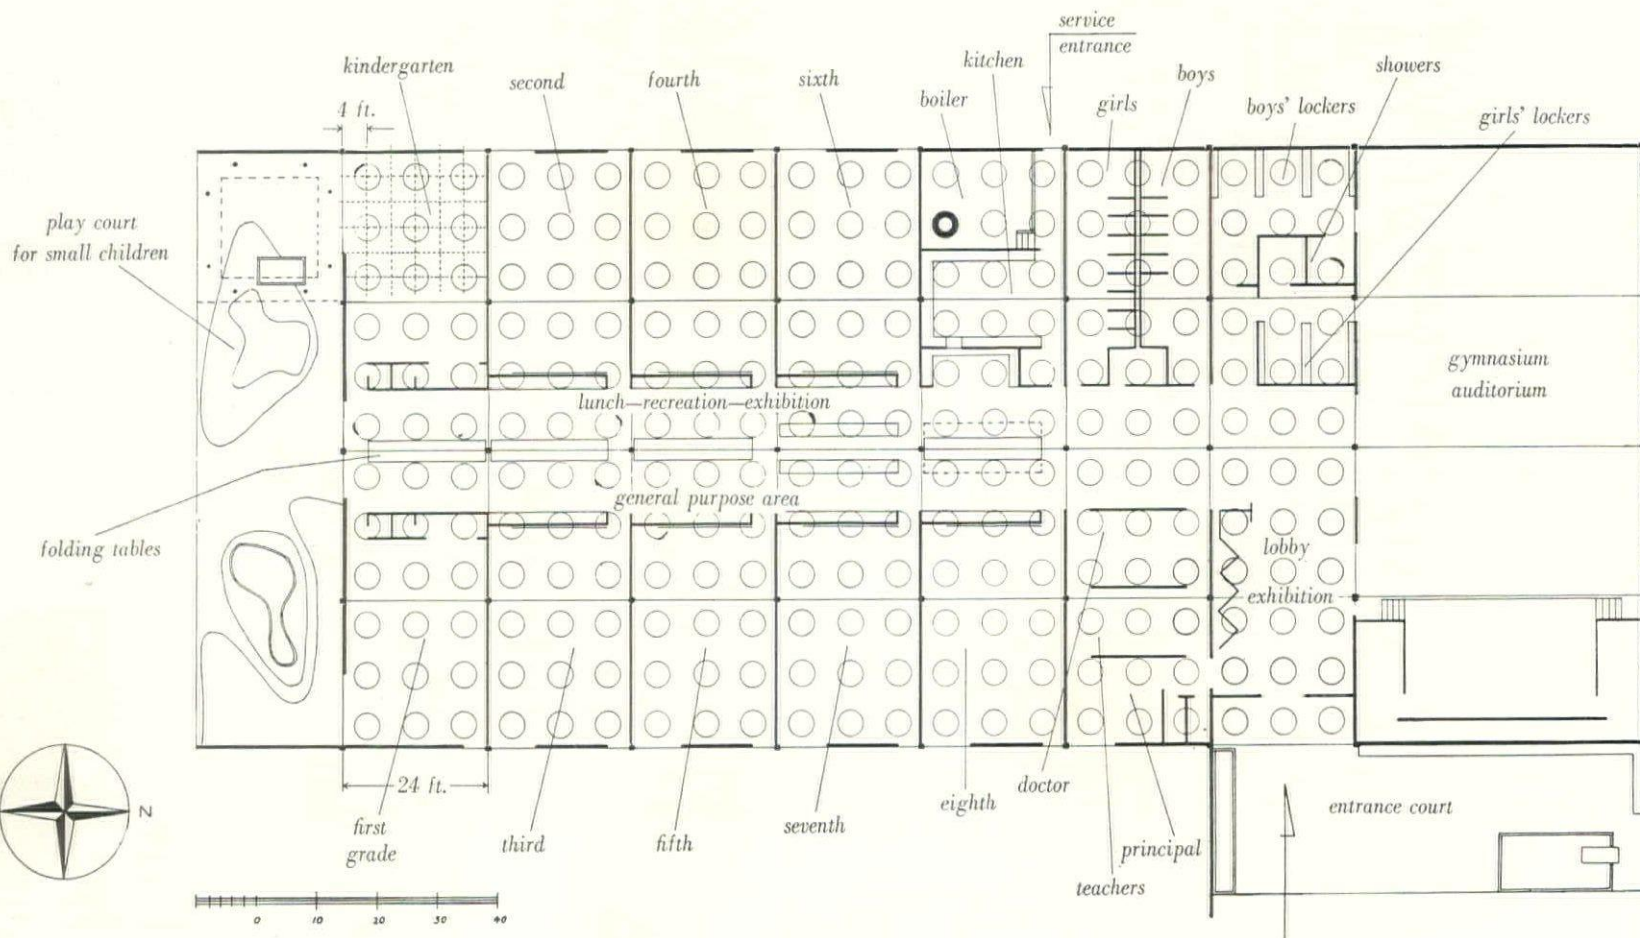 service
entrance
kindergarten
second
fourth
sixth
kitchen
boiler
girls
boys
showers
boys' lockers
girls' lockers
4 ft.
play court
for small children
gymnasium
auditorium
lunch—recreation—exhibition
general purpose area
folding tables
lobby
exhibition
24 ft.
first
grade
third
fifth
seventh
eighth
doctor
principal
teachers
entrance court
N
0 10 20 30 40